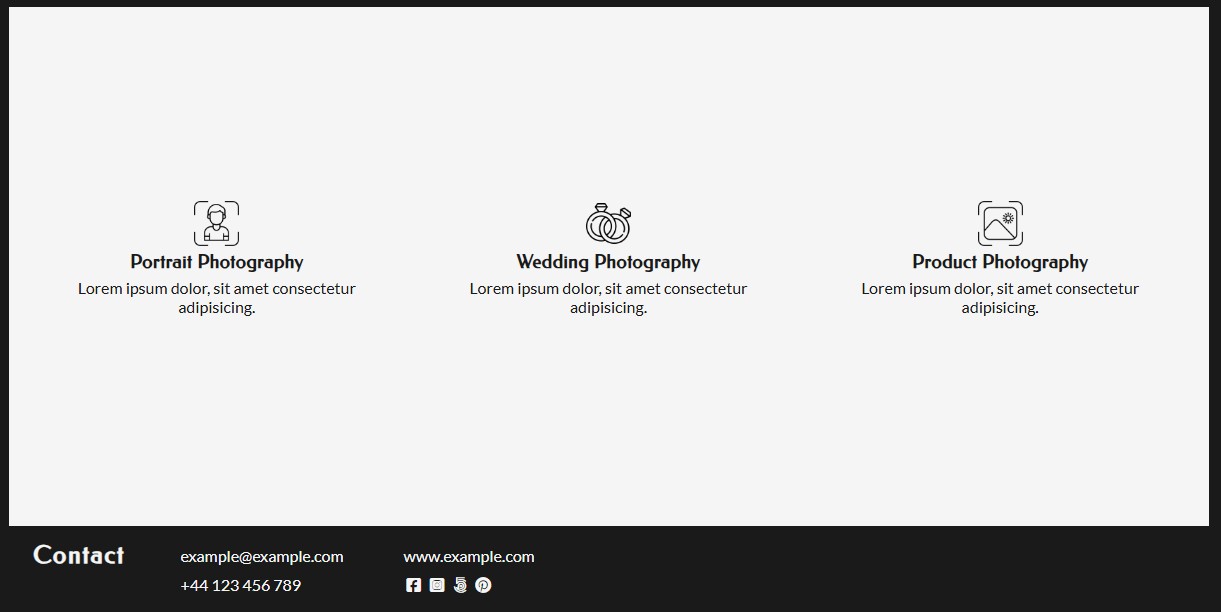 Portrait Photography
Lorem ipsum dolor, sit amet consectetur
adipisicing.
Wedding Photography
Lorem ipsum dolor, sit amet consectetur
adipisicing.
Product Photography
Lorem ipsum dolor, sit amet consectetur
adipisicing.
Contact
example@example.com
+44 123 456 789
www.example.com